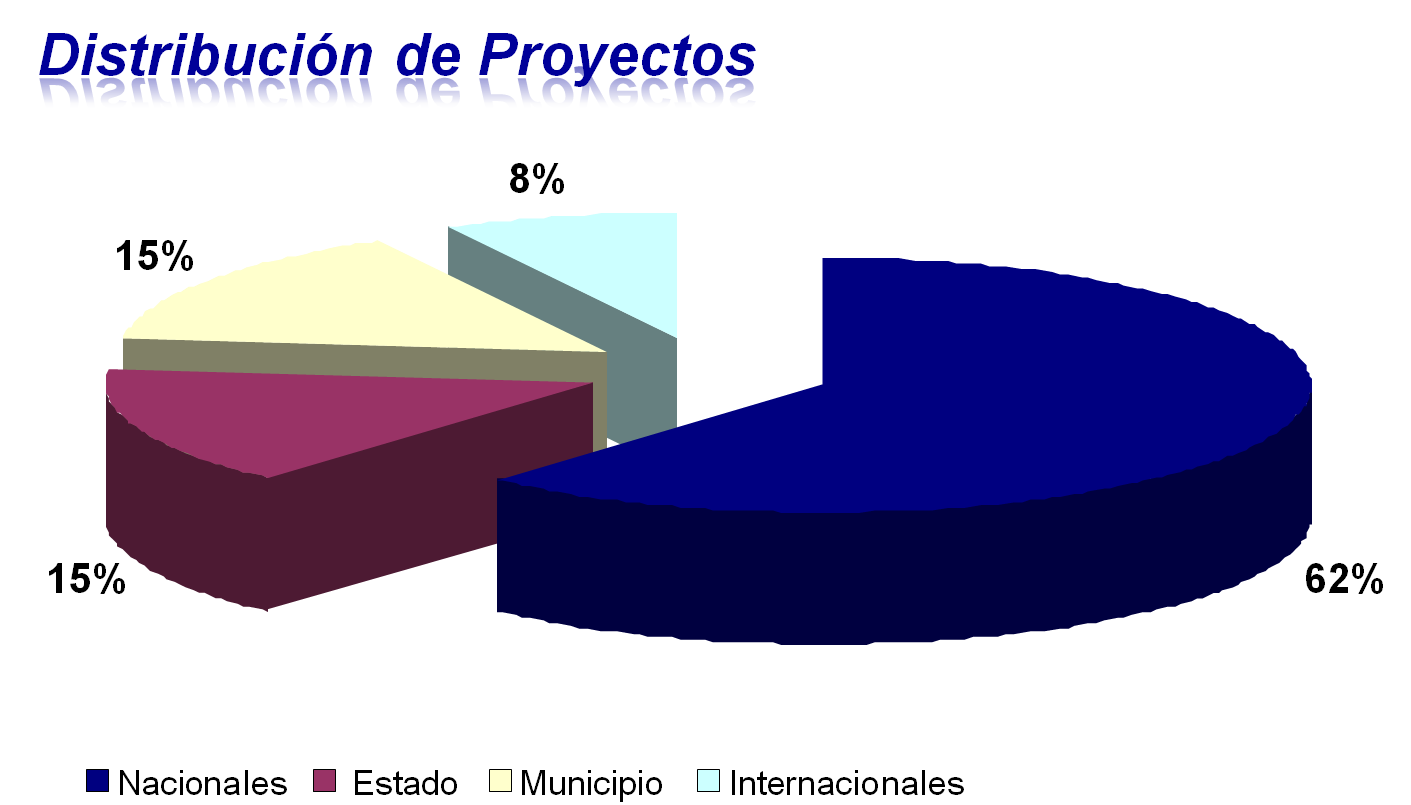 Distribución de Proyectos
8%
15%
15%
62%
Nacionales Estado Municipio Internacionales